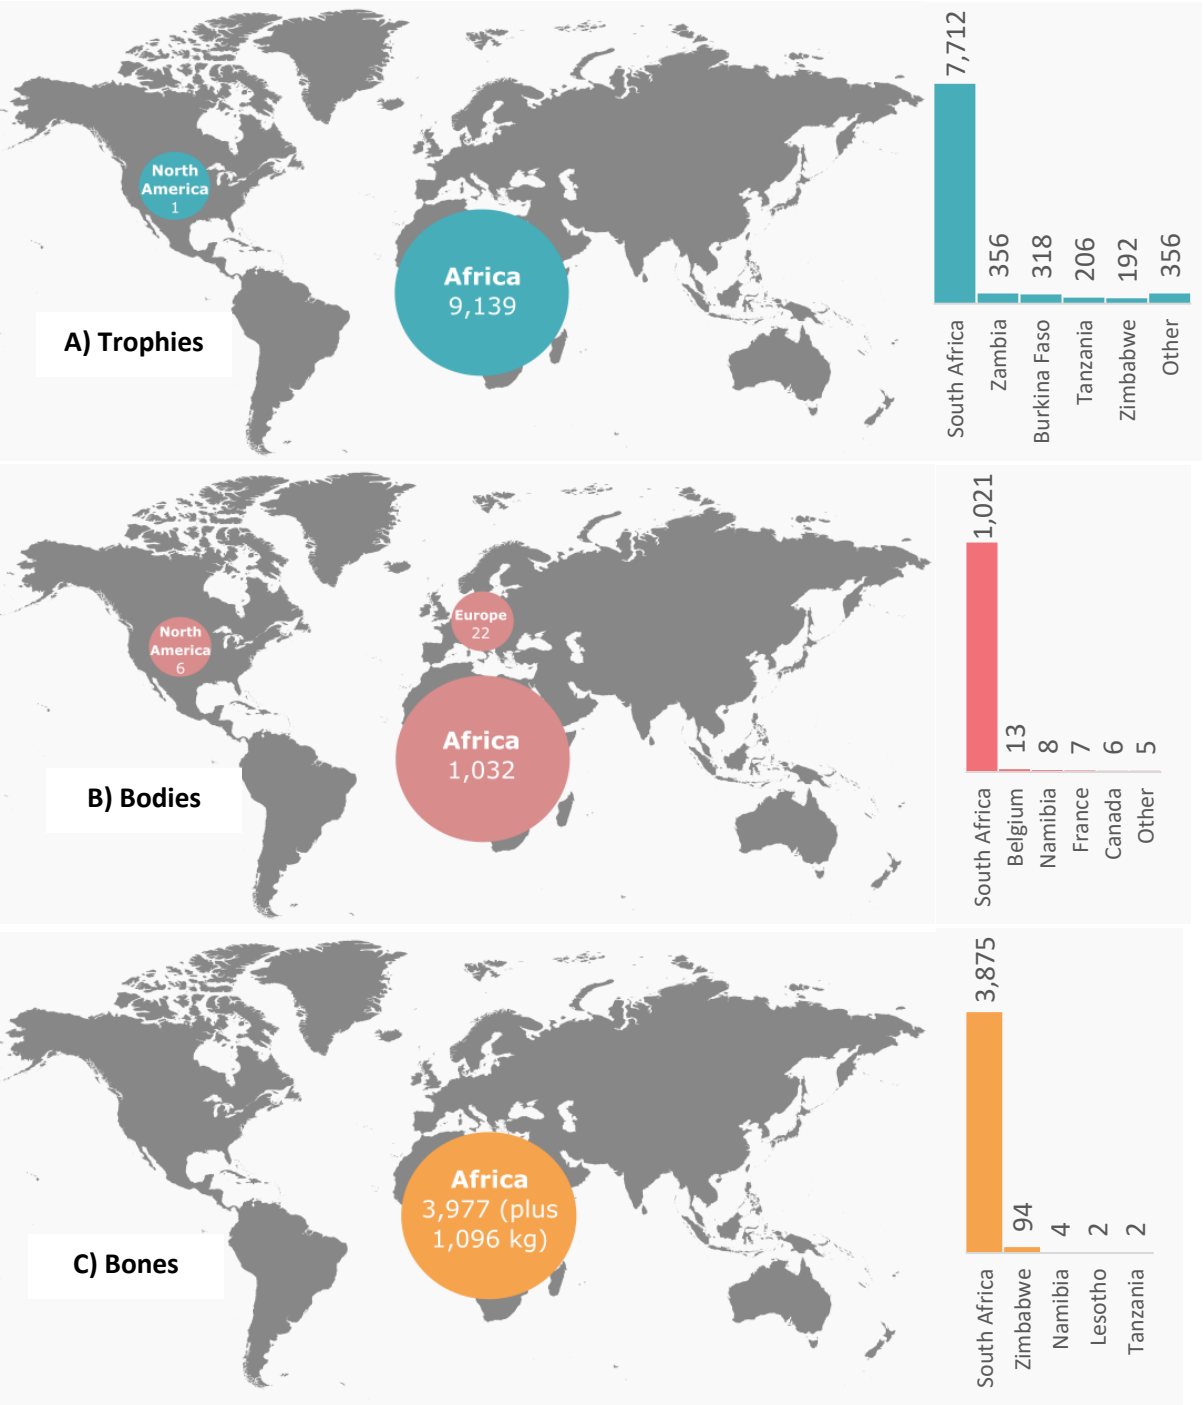 North
America
1
Africa
9,139
A) Trophies
7,712
356
318
206
192
356
South Africa
Zambia
Burkina Faso
Tanzania
Zimbabwe
Other
North
America
6
Europe
22
Africa
1,032
B) Bodies
1,021
13
8
7
6
5
South Africa
Belgium
Namibia
France
Canada
Other
Africa
3,977 (plus
1,096 kg)
C) Bones
3,875
94
4
2
2
South Africa
Zimbabwe
Namibia
Lesotho
Tanzania